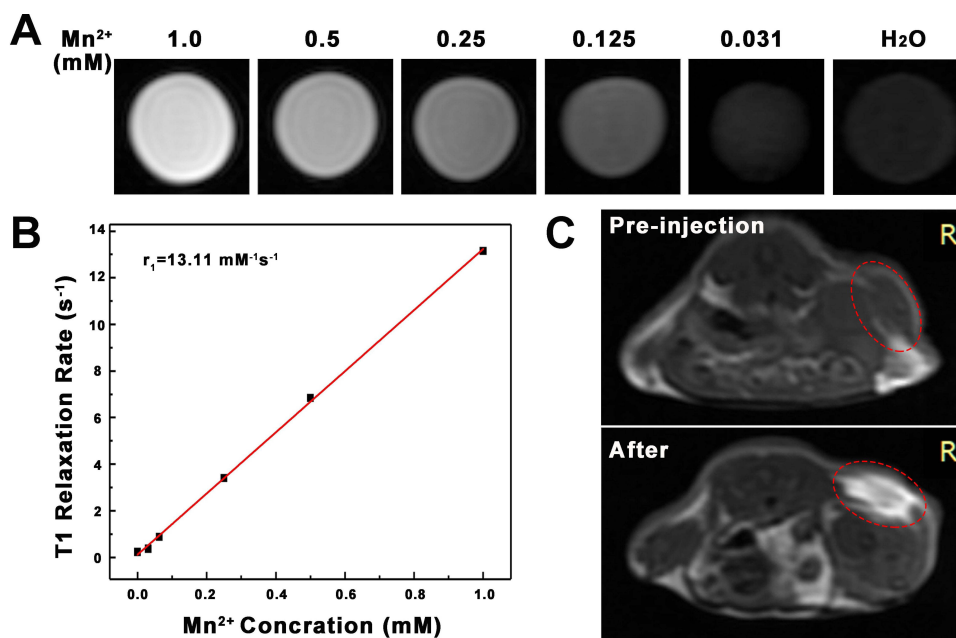 A
Mn²⁺ (mM)
1.0 0.5 0.25 0.125 0.031 H₂O
B
r₁=13.11 mM⁻¹s⁻¹
T1 Relaxation Rate (s⁻¹)
14
12
10
8
6
4
2
0
0.0 0.2 0.4 0.6 0.8 1.0
Mn²⁺ Concration (mM)
C
Pre-injection
R
After
R